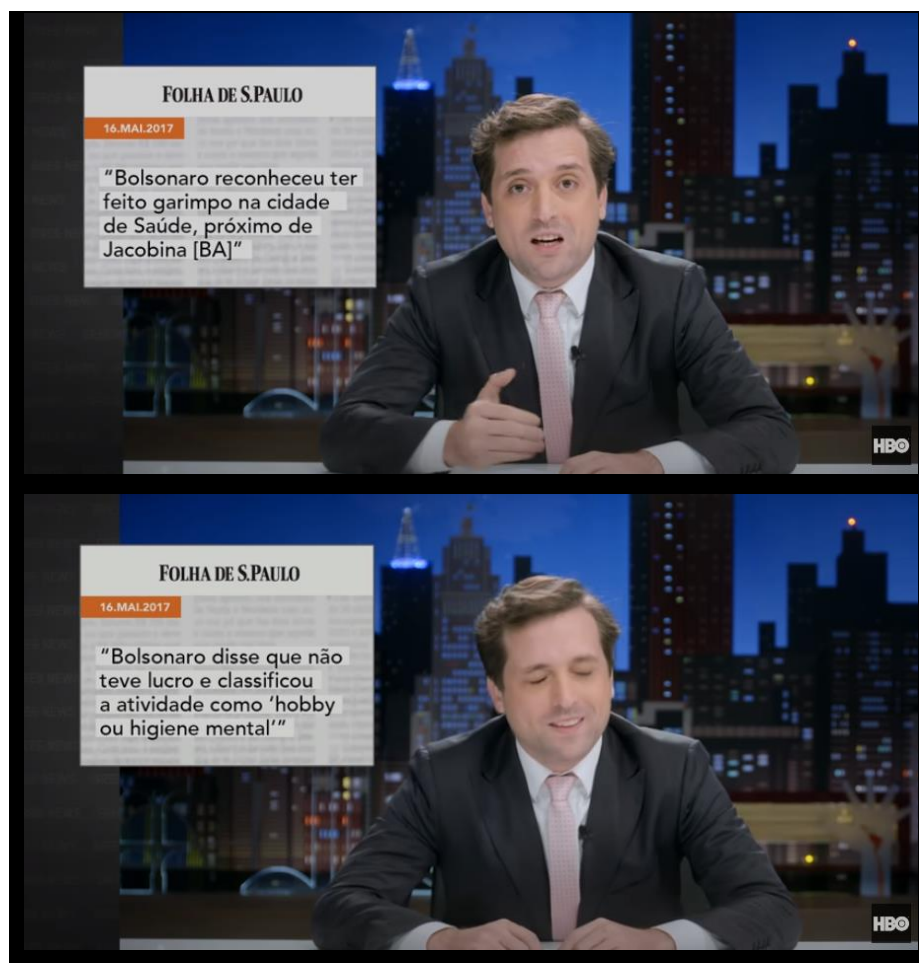 FOLHA DE S.PAULO
16.MAI.2017
"Bolsonaro reconheceu ter
feito garimpo na cidade
de Saúde, próximo de
Jacobina [BA]"
HBO
FOLHA DE S.PAULO
16.MAI.2017
"Bolsonaro disse que não
teve lucro e classificou
a atividade como 'hobby
ou higiene mental'"
HBO